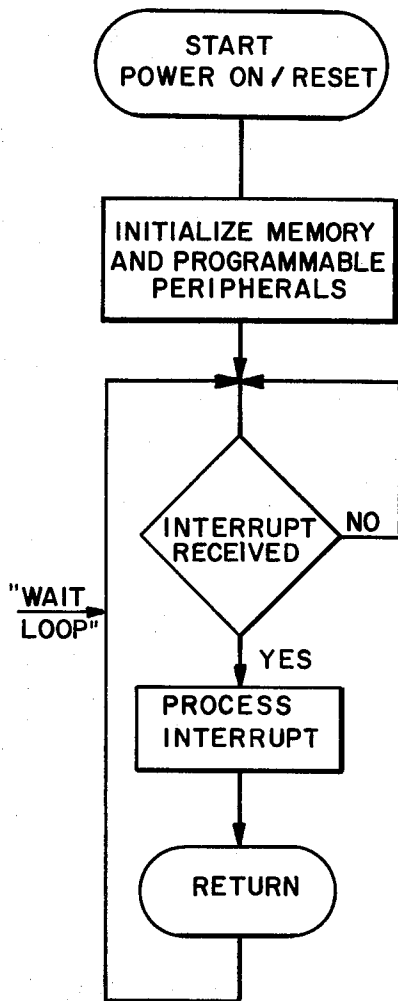 START
POWER ON / RESET
INITIALIZE MEMORY
AND PROGRAMMABLE
PERIPHERALS
INTERRUPT
RECEIVED
NO
"WAIT
LOOP"
YES
PROCESS
INTERRUPT
RETURN